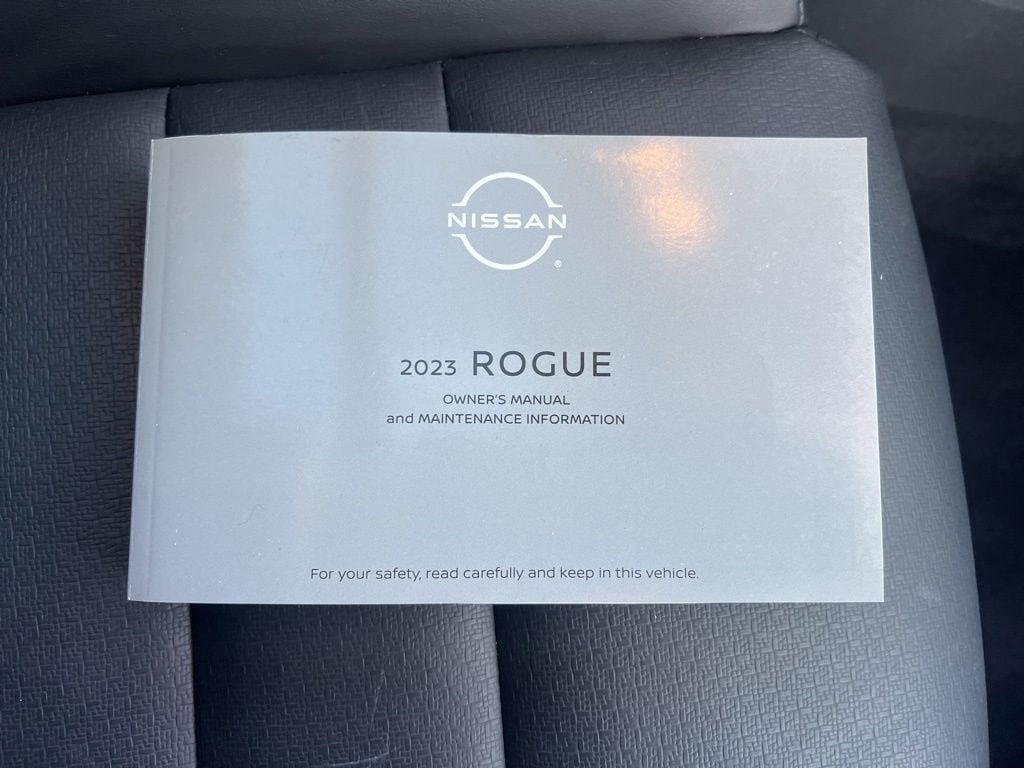 NISSAN
®
2023 ROGUE
OWNER'S MANUAL
and MAINTENANCE INFORMATION
For your safety, read carefully and keep in this vehicle.